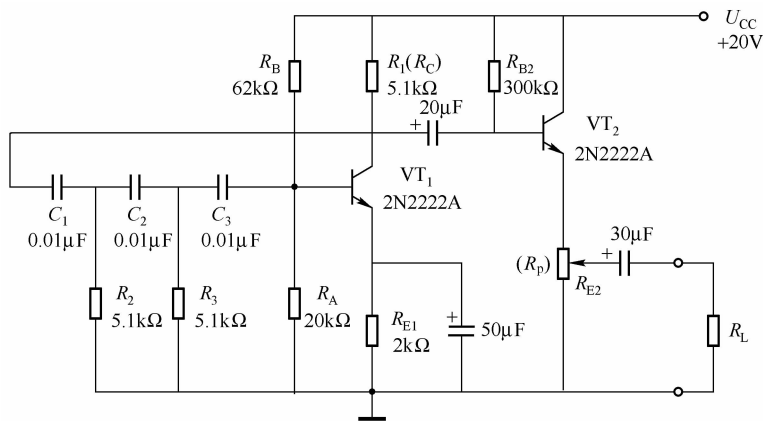 U_CC
+20V
R_B
62kΩ
R_1(R_C)
5.1kΩ
R_B2
300kΩ
+
20μF
VT_1
2N2222A
VT_2
2N2222A
C_1
0.01μF
C_2
0.01μF
C_3
0.01μF
R_2
5.1kΩ
R_3
5.1kΩ
R_A
20kΩ
R_E1
2kΩ
+
50μF
(R_p)
R_E2
30μF
+
R_L